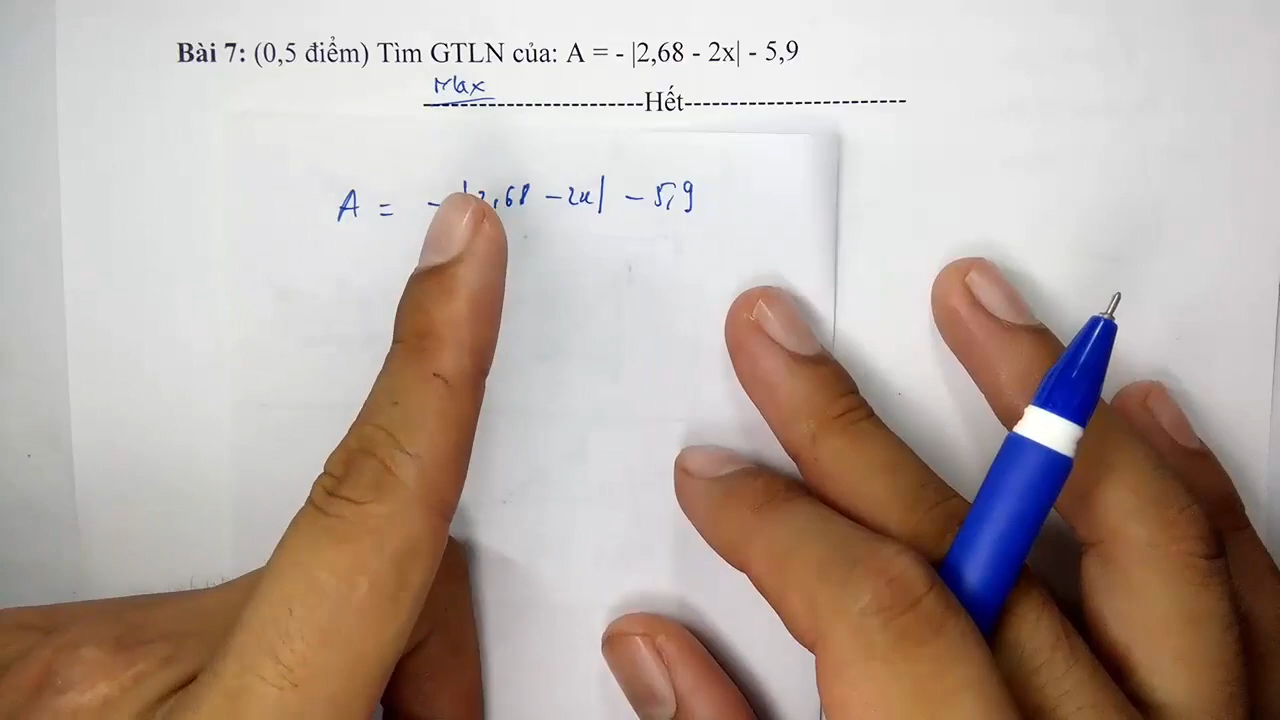 Bài 7: (0,5 điểm) Tìm GTLN của: A = - |2,68 - 2x| - 5,9
Max
-----------------------Hết-----------------------
A = - |2,68 - 2x| - 5,9